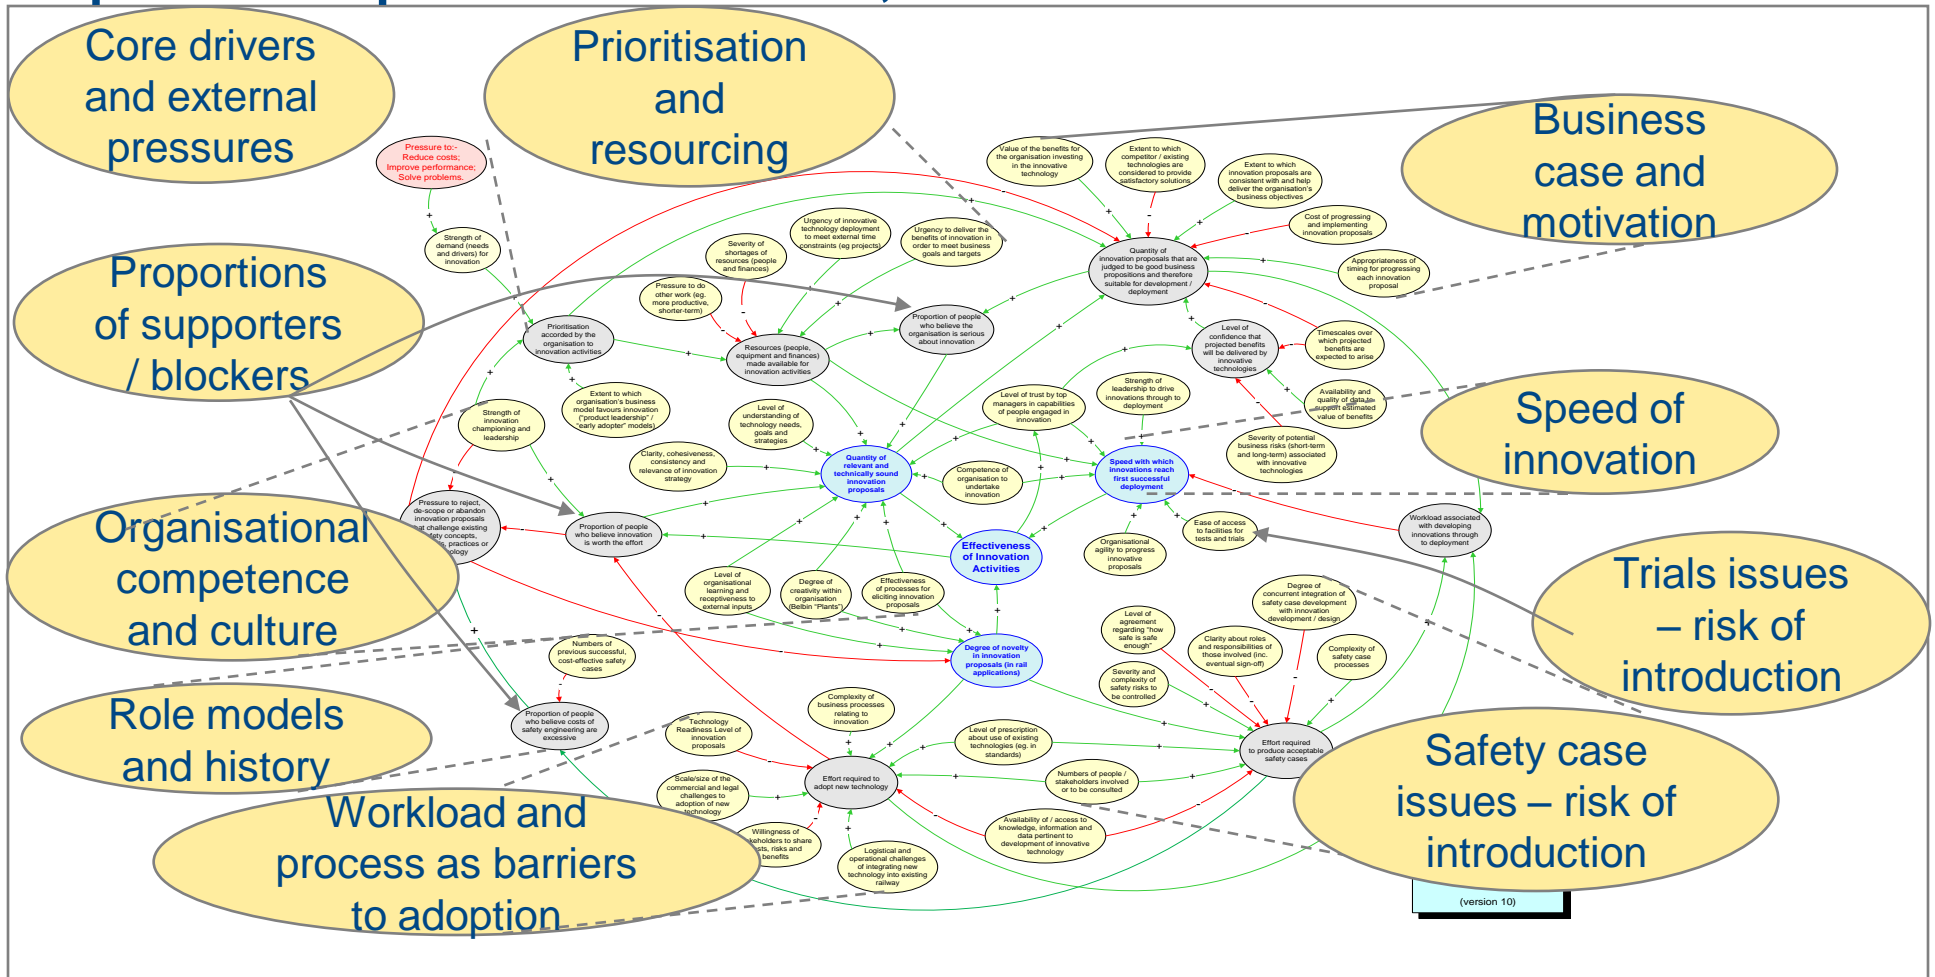 Core drivers
and external
pressures
Prioritisation
and
resourcing
Business
case and
motivation
Proportions
of supporters
/ blockers
Speed of
innovation
Organisational
competence
and culture
Trials issues
– risk of
introduction
Role models
and history
Safety case
issues – risk of
introduction
Workload and
process as barriers
to adoption
Pressure to:-
Reduce costs;
Improve performance;
Solve problems.
Strength of
demand (needs
and drivers) for
innovation
Prioritisation
accorded by the
organisation to
innovation activities
Extent to which
organisation's business
model favours innovation
("product leadership" /
"early adopter" models)
Strength of
innovation
championing and
leadership
Pressure to do
other work (eg.
more productive,
shorter-term)
Severity of
shortages of
resources (people
and finances)
Urgency of innovative
technology deployment
to meet external time
constraints (eg projects)
Urgency to deliver the
benefits of innovation in
order to meet business
goals and targets
Resources (people,
equipment and finances)
made available for
innovation activities
Proportion of people
who believe the
organisation is serious
about innovation
Value of the benefits for
the organisation investing
in the innovative
technology
Extent to which
competitor / existing
technologies are
considered to provide
satisfactory solutions
Extent to which
innovation proposals are
consistent with and help
deliver the organisation's
business objectives
Cost of progressing
and implementing
innovation proposals
Appropriateness of
timing for progressing
each innovation
proposal
Quantity of
innovation proposals that are
judged to be good business
propositions and therefore
suitable for development /
deployment
Level of
confidence that
projected benefits
will be delivered by
innovative
technologies
Timescales over
which projected
benefits are
expected to arise
Availability and
quality of data to
support estimated
value of benefits
Severity of potential
business risks (short-term
and long-term) associated
with innovative
technologies
Level of
understanding of
technology needs,
goals and
strategies
Clarity, cohesiveness,
consistency and
relevance of innovation
strategy
Quantity of
relevant and
technically sound
innovation
proposals
Level of trust by top
managers in capabilities
of people engaged in
innovation
Strength of
leadership to drive
innovations through to
deployment
Competence of
organisation to
undertake
innovation
Speed with which
innovations reach
first successful
deployment
Pressure to reject,
de-scope or abandon
innovation proposals
that challenge existing
practices or
Proportion of people
who believe innovation
is worth the effort
Effectiveness
of Innovation
Activities
Organisational
agility to progress
innovative
proposals
Ease of access
to facilities for
tests and trials
Workload associated
with developing
innovations through
to deployment
Level of
organisational
learning and
receptiveness to
external inputs
Degree of
creativity within
organisation
(Belbin "Plants")
Effectiveness
of processes for
eliciting innovation
proposals
Degree of novelty
in innovation
proposals (in rail
applications)
Numbers of
previous successful,
cost-effective safety
cases
Proportion of people
who believe costs of
safety engineering are
excessive
Level of
agreement
regarding "how
safe is safe
enough"
Clarity about roles
and responsibilities of
those involved (inc.
eventual sign-off)
Degree of
concurrent integration of
safety case development
with innovation
development / design
Complexity of
safety case
processes
Severity and
complexity of
safety risks to
be controlled
Effort required
to produce acceptable
safety cases
Complexity of
business processes
relating to
innovation
Technology
Readiness Level of
innovation
proposals
Scale/size of the
commercial and legal
challenges to
adoption of new
technology
Willingness of
to share
risks and
benefits
Effort required to
adopt new technology
Logistical and
operational challenges
of integrating new
technology into existing
railway
Level of prescription
about use of existing
technologies (eg. in
standards)
Numbers of people /
stakeholders involved
or to be consulted
Availability of / access to
knowledge, information and
data pertinent to
development of innovative
technology
(version 10)